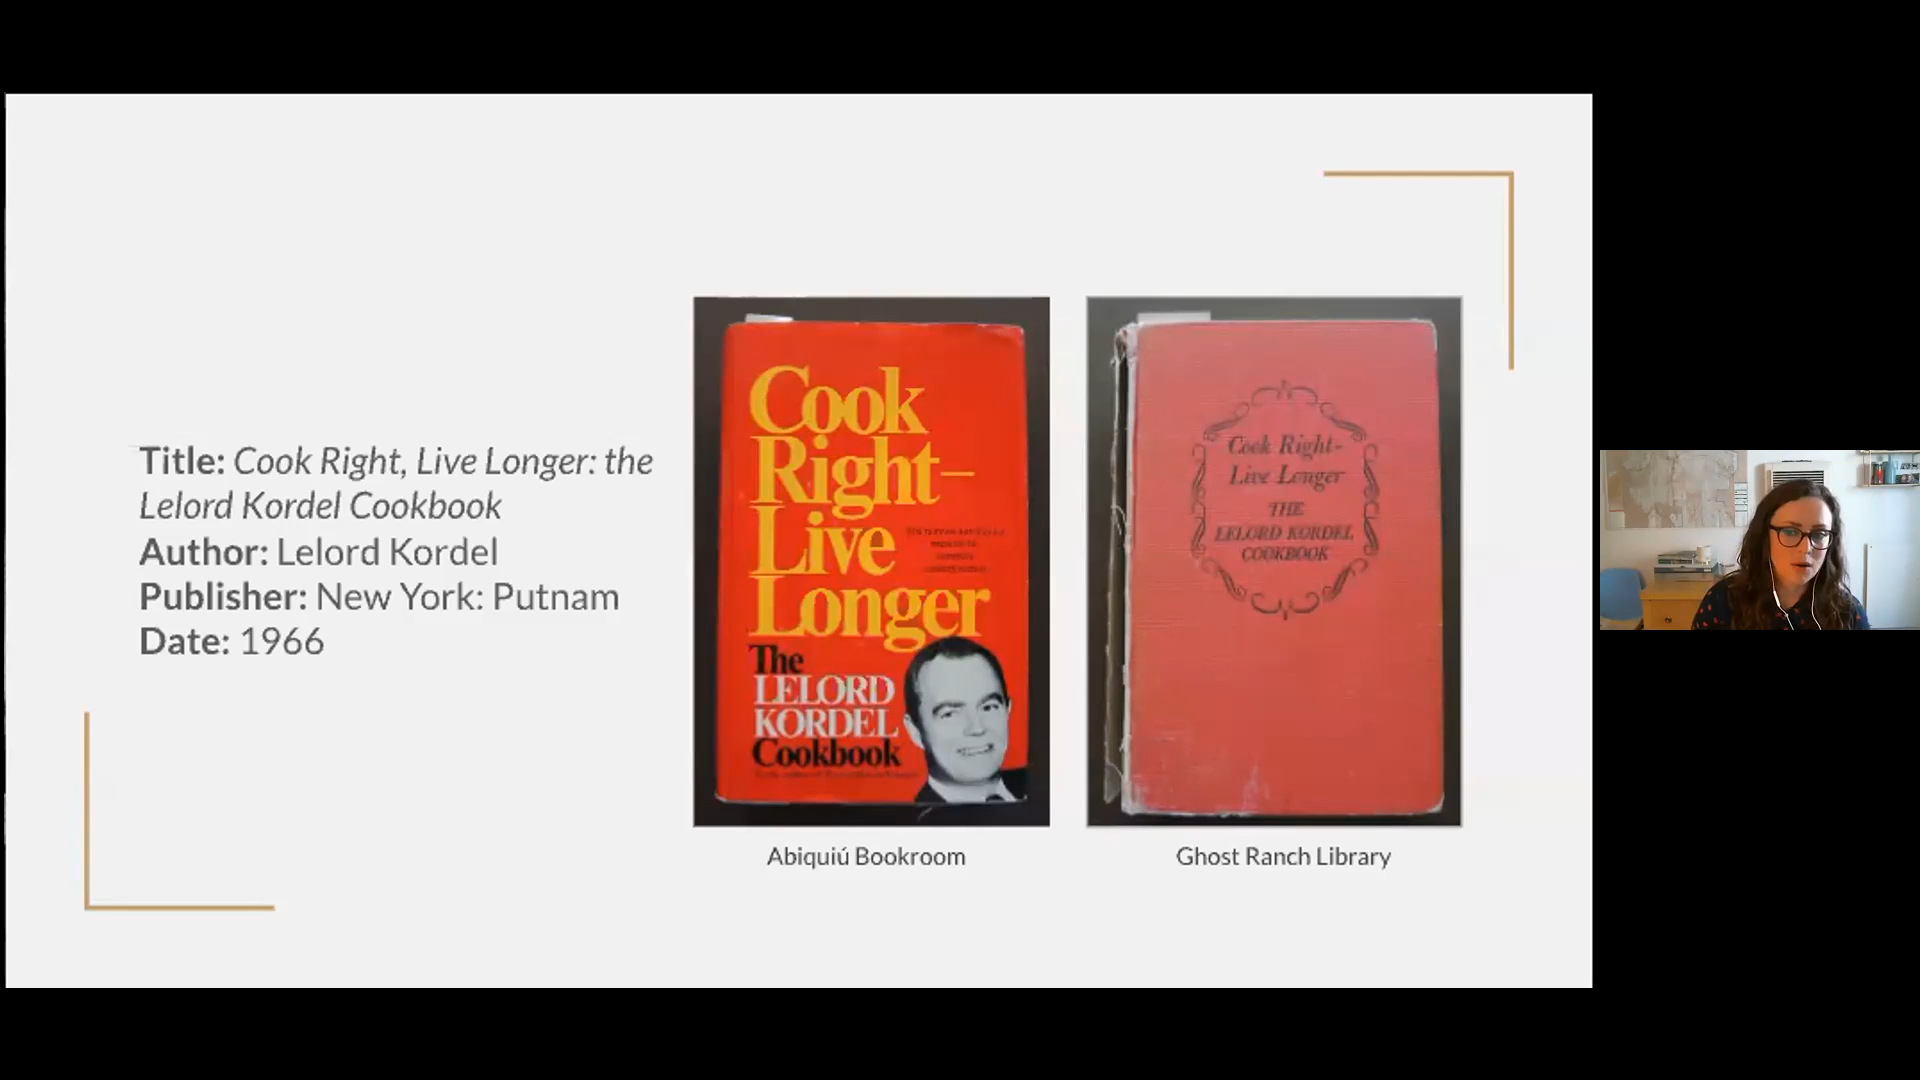 Title: Cook Right, Live Longer: the
Lelord Kordel Cookbook
Author: Lelord Kordel
Publisher: New York: Putnam
Date: 1966
Cook
Right–
Live
Longer
The
LELORD
KORDEL
Cookbook
Abiquiú Bookroom
Cook Right-
Live Longer
THE
LELORD KORDEL
COOKBOOK
Ghost Ranch Library